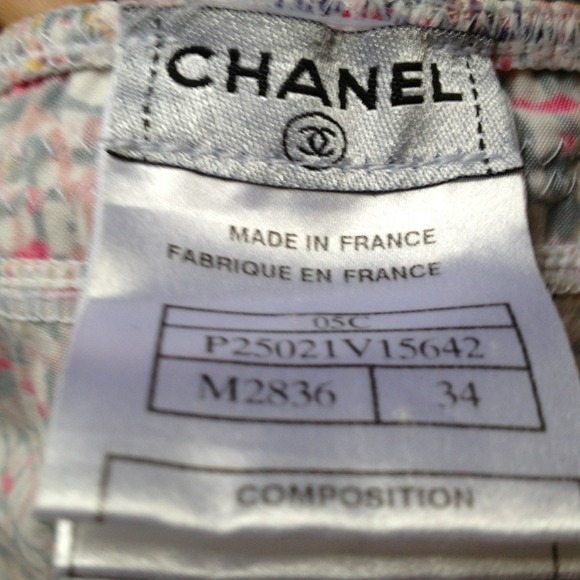 CHANEL
MADE IN FRANCE
FABRIQUE EN FRANCE
05C
P25021V15642
M2836 34
COMPOSITION